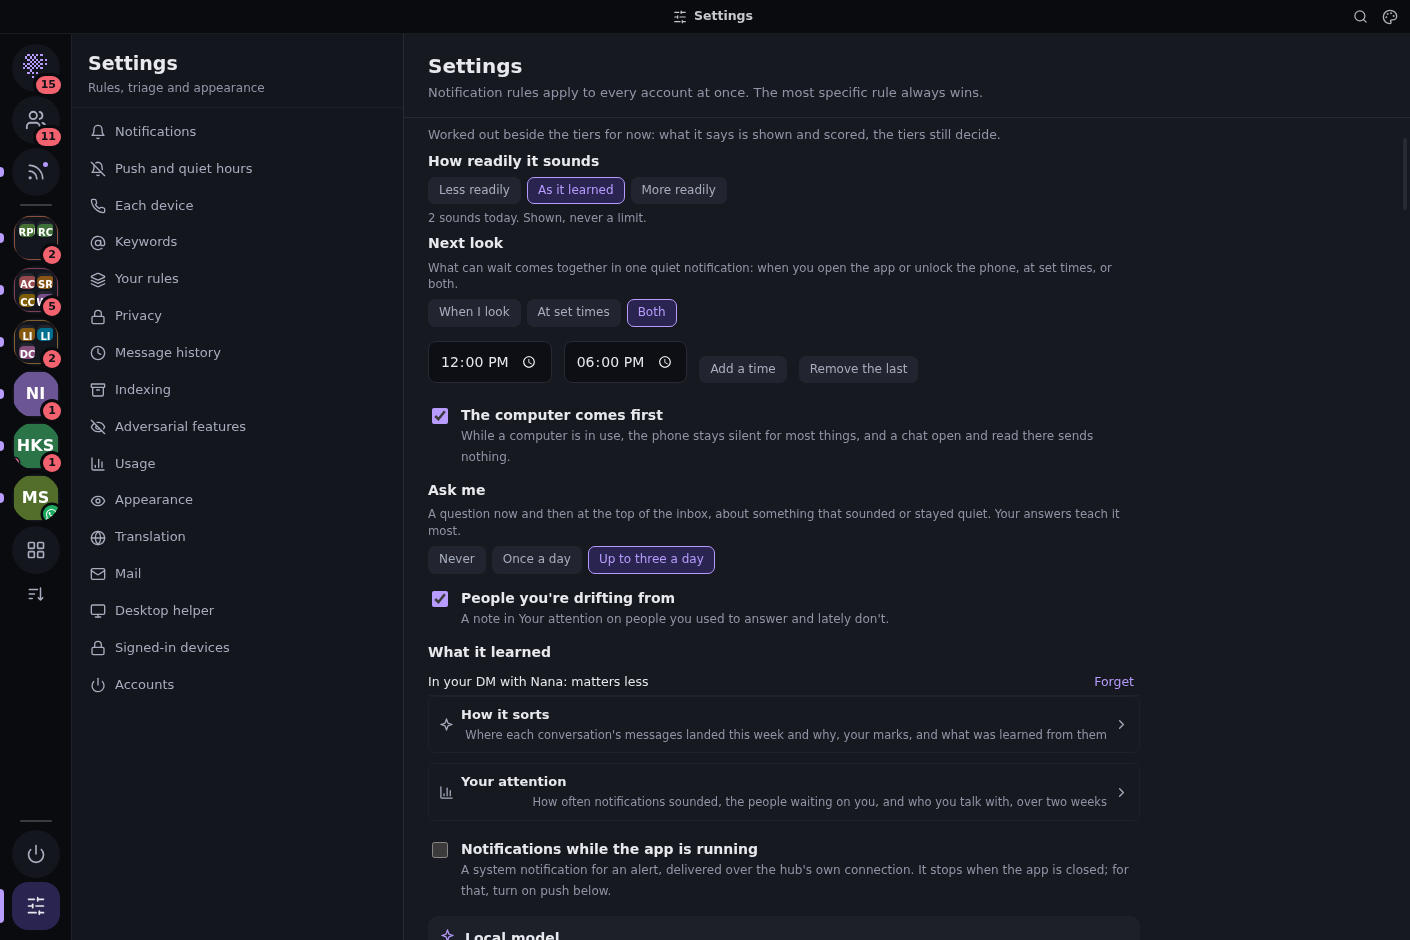 Settings
15
11
RP RC
2
AC SR
CC
5
LI LI
DC
2
NI
1
HKS
1
MS
Settings
Rules, triage and appearance
Notifications
Push and quiet hours
Each device
Keywords
Your rules
Privacy
Message history
Indexing
Adversarial features
Usage
Appearance
Translation
Mail
Desktop helper
Signed-in devices
Accounts
Settings
Notification rules apply to every account at once. The most specific rule always wins.
Worked out beside the tiers for now: what it says is shown and scored, the tiers still decide.
How readily it sounds
Less readily As it learned More readily
2 sounds today. Shown, never a limit.
Next look
What can wait comes together in one quiet notification: when you open the app or unlock the phone, at set times, or
both.
When I look At set times Both
12:00 PM 06:00 PM Add a time Remove the last
The computer comes first
While a computer is in use, the phone stays silent for most things, and a chat open and read there sends
nothing.
Ask me
A question now and then at the top of the inbox, about something that sounded or stayed quiet. Your answers teach it
most.
Never Once a day Up to three a day
People you're drifting from
A note in Your attention on people you used to answer and lately don't.
What it learned
In your DM with Nana: matters less Forget
How it sorts
Where each conversation's messages landed this week and why, your marks, and what was learned from them
Your attention
How often notifications sounded, the people waiting on you, and who you talk with, over two weeks
Notifications while the app is running
A system notification for an alert, delivered over the hub's own connection. It stops when the app is closed; for
that, turn on push below.
Local model